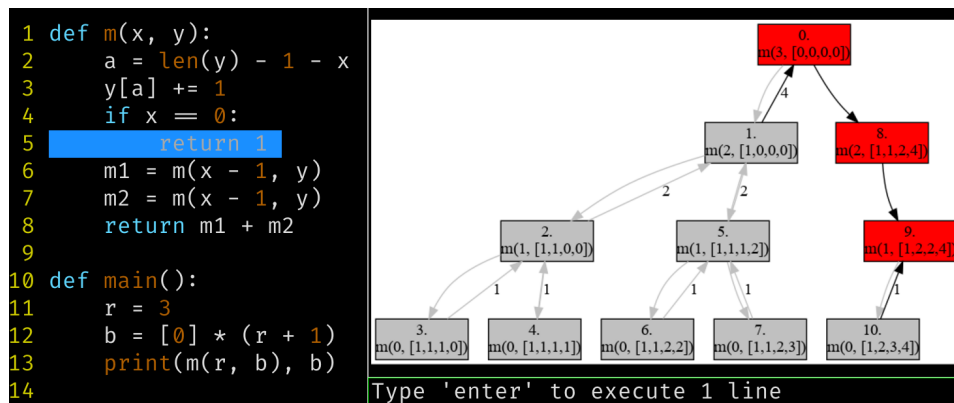 1 def m(x, y):
2     a = len(y) - 1 - x
3     y[a] += 1
4     if x == 0:
5         return 1
6     m1 = m(x - 1, y)
7     m2 = m(x - 1, y)
8     return m1 + m2
9
10 def main():
11     r = 3
12     b = [0] * (r + 1)
13     print(m(r, b), b)
14
0.
m(3, [0,0,0,0])
4
1.
m(2, [1,0,0,0])
8.
m(2, [1,1,2,4])
2
2
2.
m(1, [1,1,0,0])
5.
m(1, [1,1,1,2])
9.
m(1, [1,2,2,4])
1
1
1
1
1
3.
m(0, [1,1,1,0])
4.
m(0, [1,1,1,1])
6.
m(0, [1,1,2,2])
7.
m(0, [1,1,2,3])
10.
m(0, [1,2,3,4])
Type 'enter' to execute 1 line